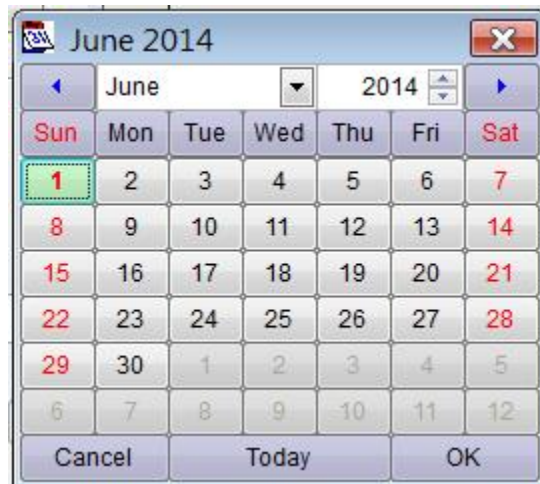 June 2014
June 2014
Sun Mon Tue Wed Thu Fri Sat
1 2 3 4 5 6 7
8 9 10 11 12 13 14
15 16 17 18 19 20 21
22 23 24 25 26 27 28
29 30 1 2 3 4 5
6 7 8 9 10 11 12
Cancel Today OK